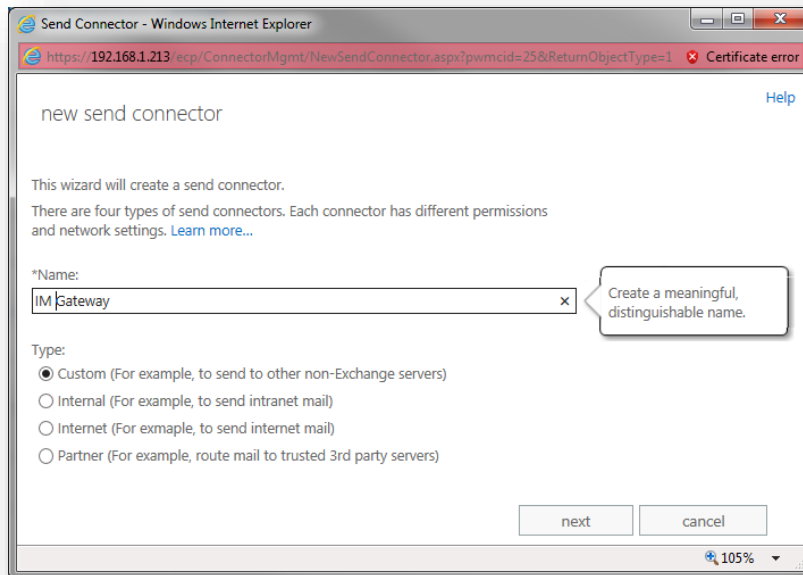 Send Connector - Windows Internet Explorer
https://192.168.1.213/ecp/ConnectorMgmt/NewSendConnector.aspx?pwmcid=25&ReturnObjectType=1 Certificate error
Help
new send connector
This wizard will create a send connector.
There are four types of send connectors. Each connector has different permissions
and network settings. Learn more...
*Name:
IM Gateway
Create a meaningful,
distinguishable name.
Type:
Custom (For example, to send to other non-Exchange servers)
Internal (For example, to send intranet mail)
Internet (For exmaple, to send internet mail)
Partner (For example, route mail to trusted 3rd party servers)
next cancel
105%